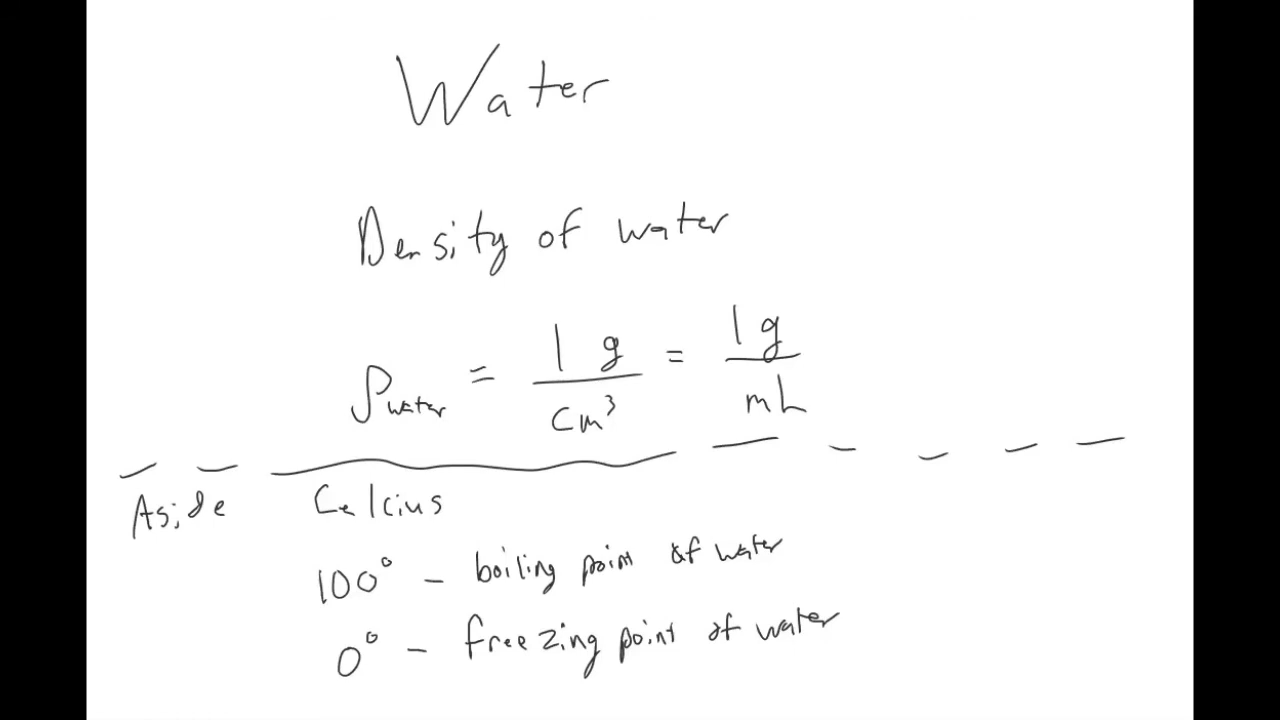 Water
Density of water
ρwater = 1 g / cm³ = 1 g / mL
Aside Celcius
100° - boiling point of water
0° - freezing point of water